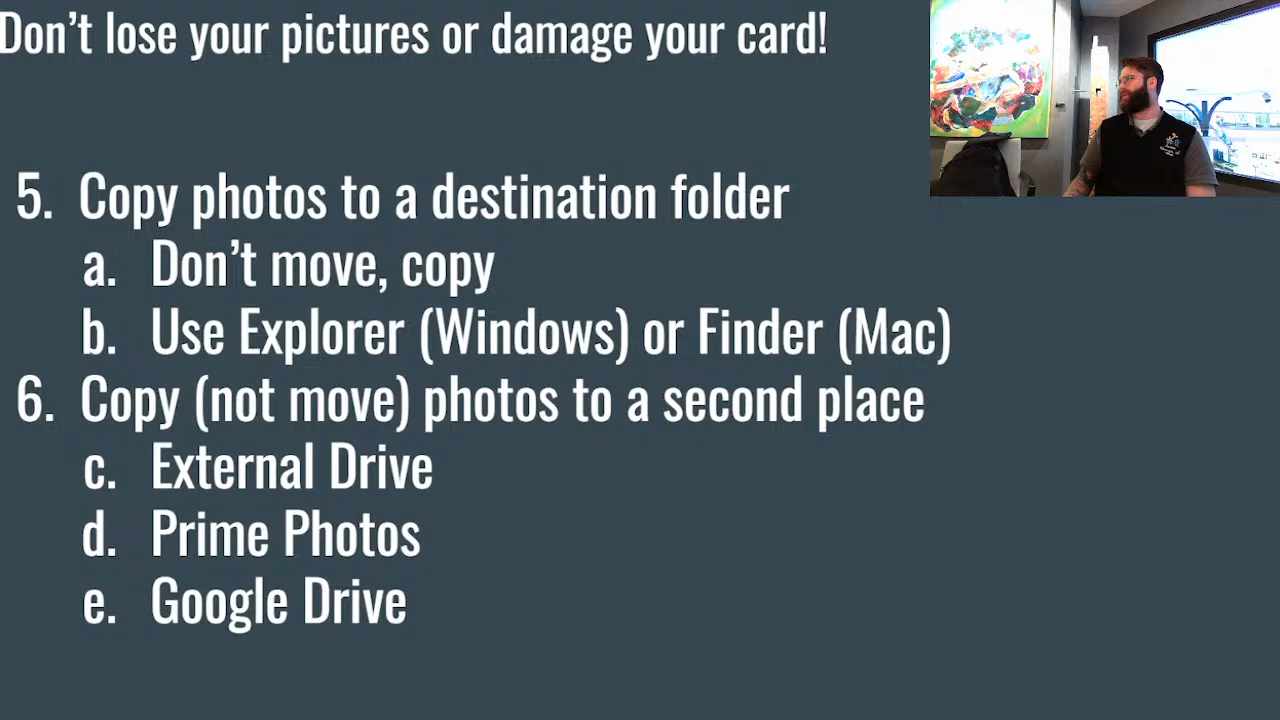 Don't lose your pictures or damage your card!
5. Copy photos to a destination folder
a. Don't move, copy
b. Use Explorer (Windows) or Finder (Mac)
6. Copy (not move) photos to a second place
c. External Drive
d. Prime Photos
e. Google Drive